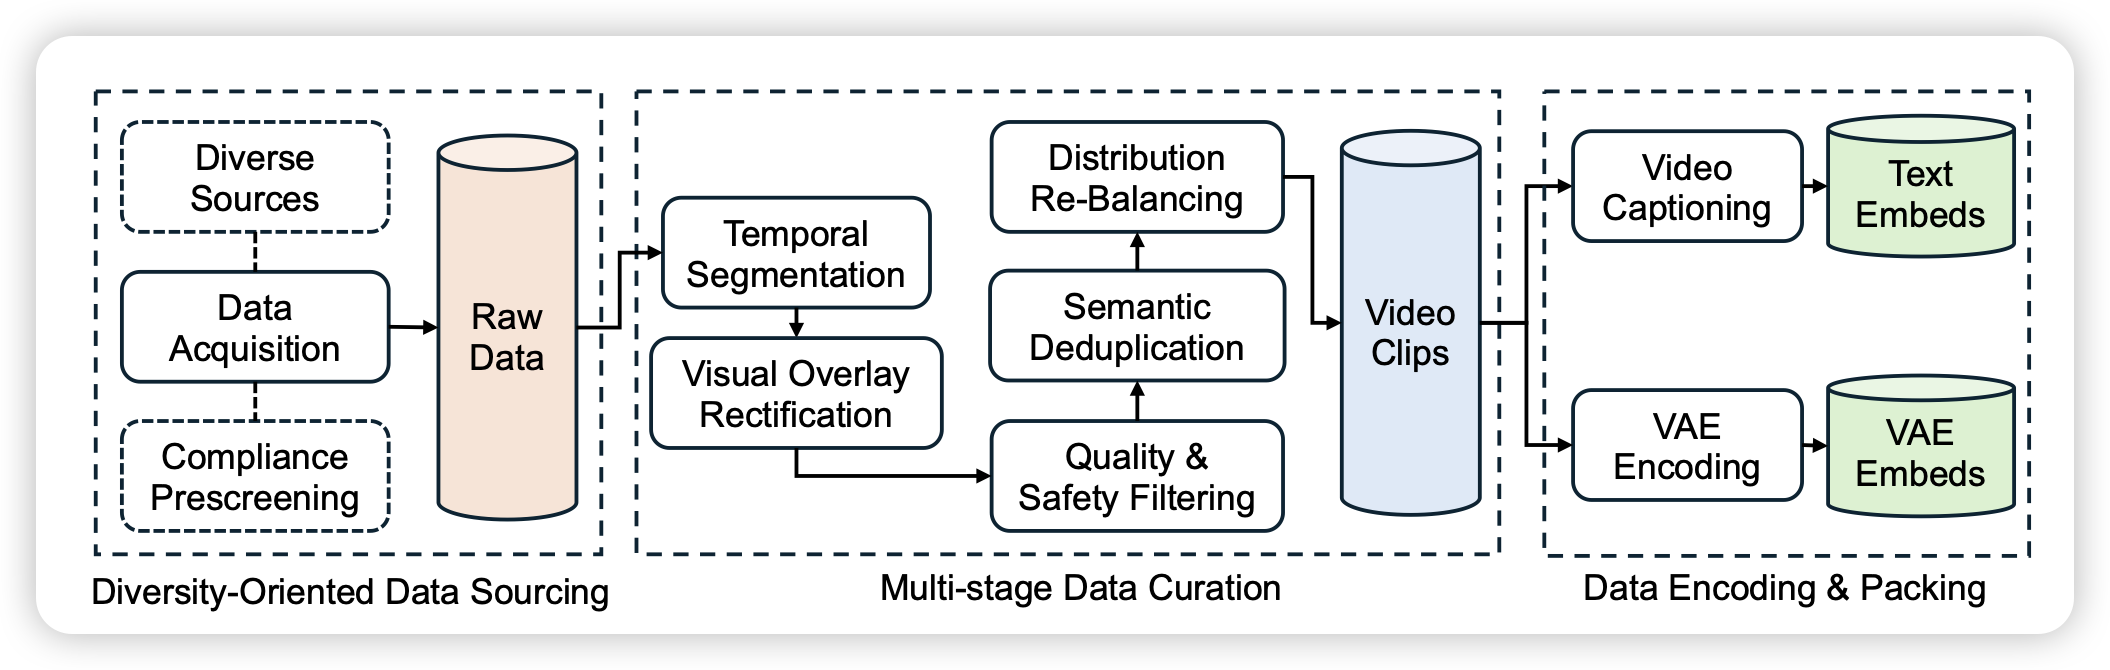 Diverse
Sources
Data
Acquisition
Compliance
Prescreening
Raw
Data
Diversity-Oriented Data Sourcing
Temporal
Segmentation
Visual Overlay
Rectification
Distribution
Re-Balancing
Semantic
Deduplication
Quality &
Safety Filtering
Video
Clips
Multi-stage Data Curation
Video
Captioning
Text
Embeds
VAE
Encoding
VAE
Embeds
Data Encoding & Packing